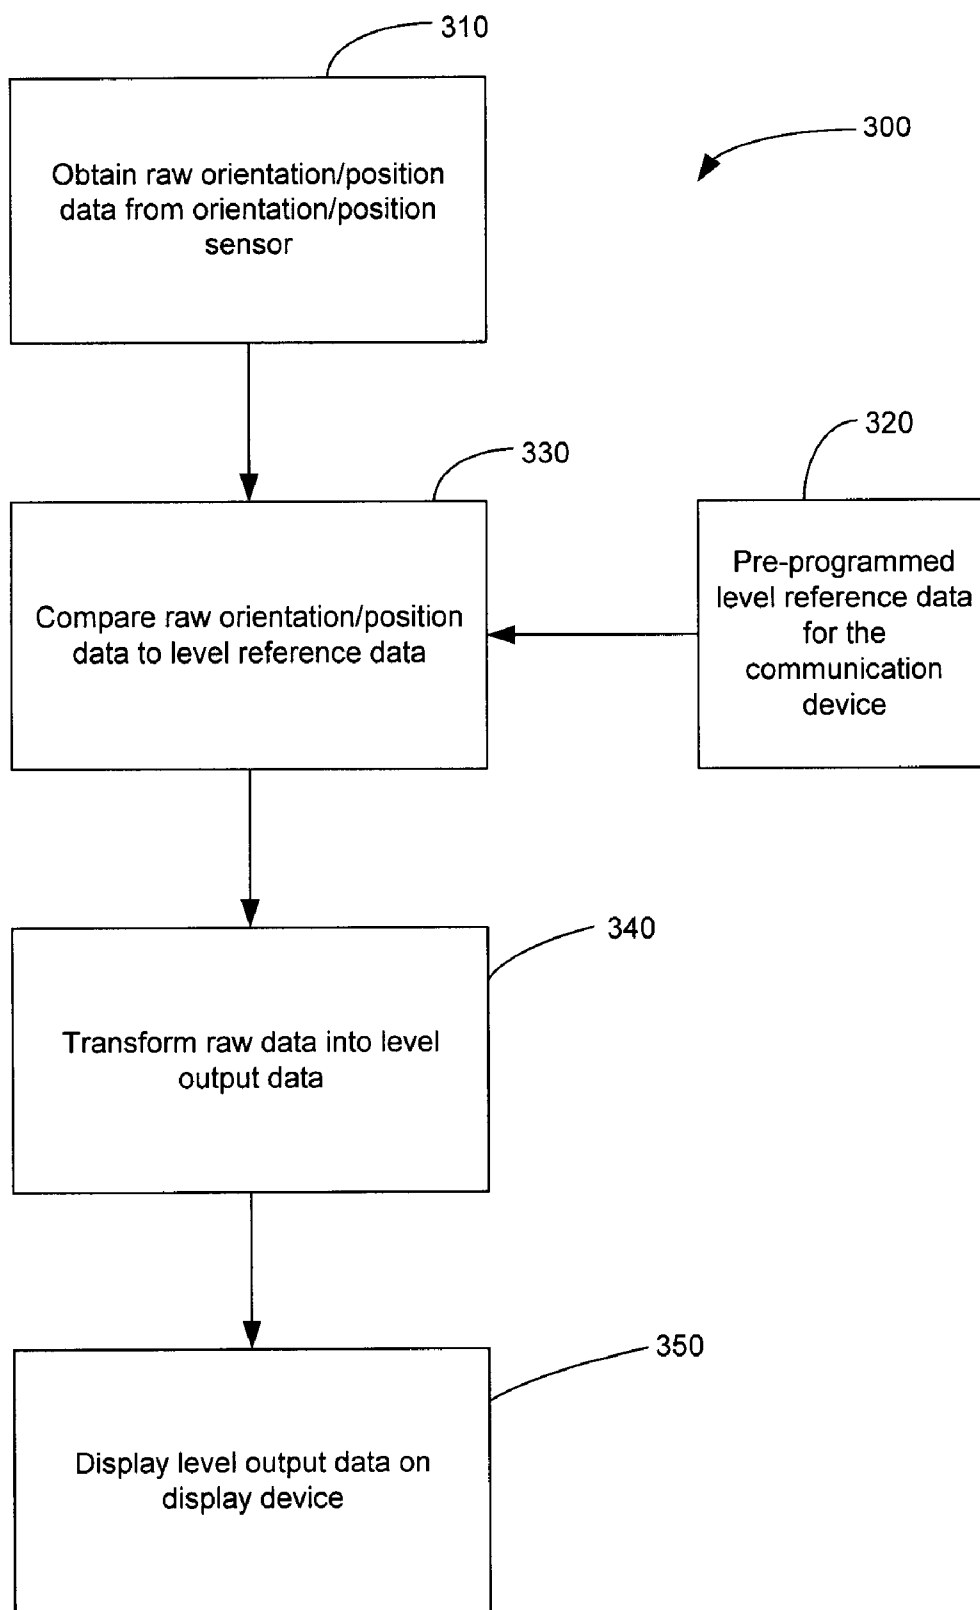 310
300
Obtain raw orientation/position
data from orientation/position
sensor
320
330
Compare raw orientation/position
data to level reference data
Pre-programmed
level reference data
for the
communication
device
340
Transform raw data into level
output data
350
Display level output data on
display device